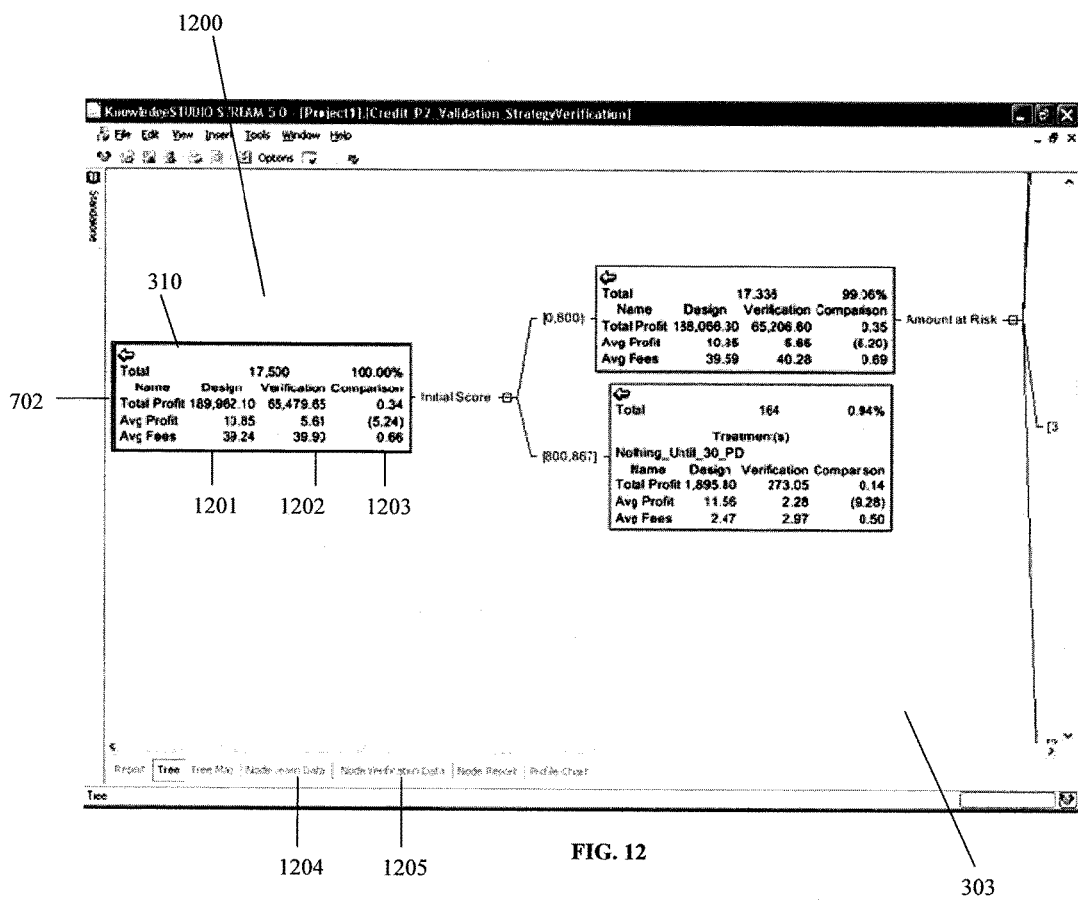 1200
KnowledgeSTUDIO STREAM 5.0 - [Project1].[Credit_P2_Validation_StrategyVerification]
File Edit View Insert Tools Window Help
Options
Standalone
310
Total 17,500 100.00%
Name Design Verification Comparison
Total Profit 189,962.10 65,479.65 0.34
Avg Profit 10.85 5.61 (5.24)
Avg Fees 39.24 39.90 0.66
702
1201 1202 1203
Initial Score
[0,800)
Total 17,336 99.06%
Name Design Verification Comparison
Total Profit 188,066.30 65,206.60 0.35
Avg Profit 10.85 5.65 (5.20)
Avg Fees 39.59 40.28 0.69
Amount at Risk
[3
[800,867]
Total 164 0.94%
Treatment(s)
Nothing_Until_30_PD
Name Design Verification Comparison
Total Profit 1,895.80 273.05 0.14
Avg Profit 11.56 2.28 (9.28)
Avg Fees 2.47 2.97 0.50
Report Tree Tree Map Node Learn Data Node Verification Data Node Report Profile Chart
Tree
1204 1205
FIG. 12
303